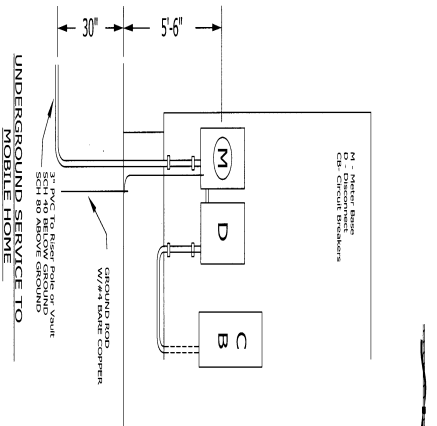 30"
5'-6"
M - Meter Base
D - Disconnect
CB- Circuit Breakers
M
D
C B
GROUND ROD
W/#4 BARE COPPER
3" PVC To Riser Pole or Vault
SCH 40 BELOW GROUND
SCH 80 ABOVE GROUND
UNDERGROUND SERVICE TO
MOBILE HOME